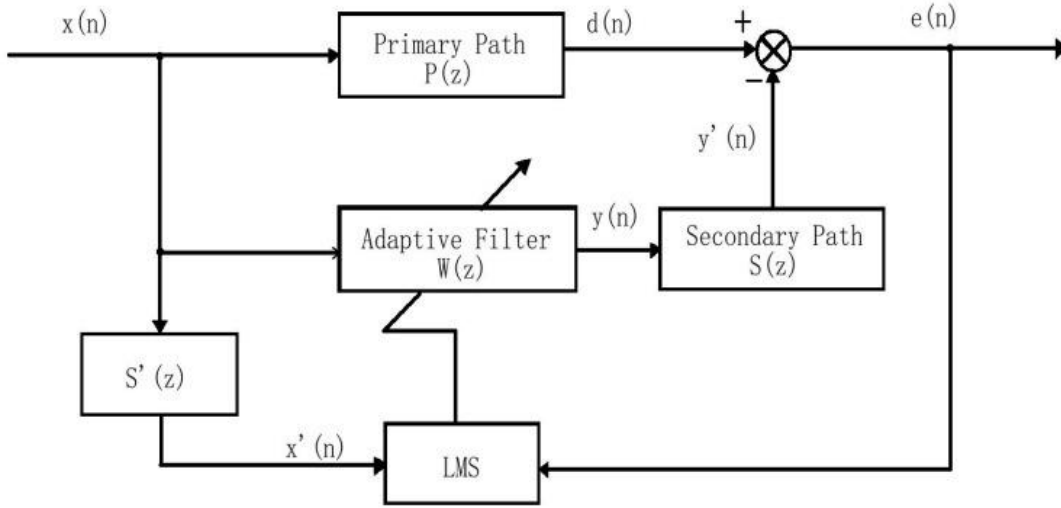 x(n)
d(n)
+
e(n)
Primary Path
P(z)
−
y'(n)
Adaptive Filter
W(z)
y(n)
Secondary Path
S(z)
S'(z)
x'(n)
LMS